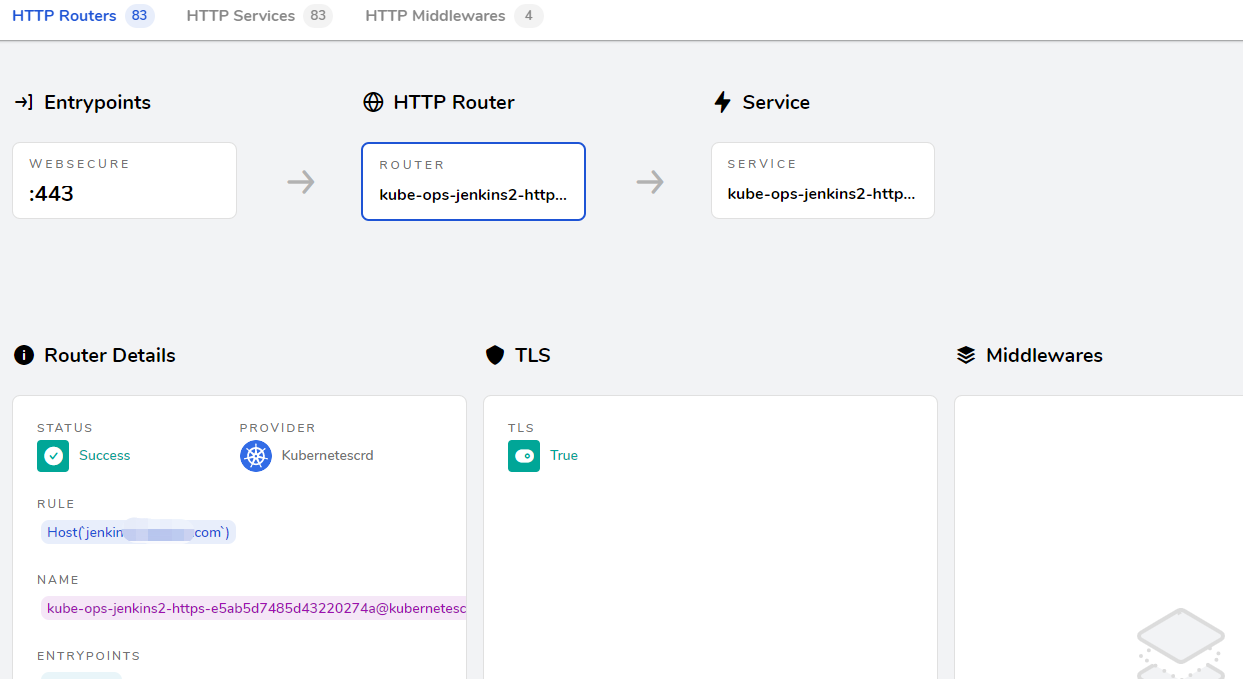 HTTP Routers 83 HTTP Services 83 HTTP Middlewares 4
Entrypoints HTTP Router Service
WEBSECURE
:443
ROUTER
kube-ops-jenkins2-http...
SERVICE
kube-ops-jenkins2-http...
Router Details
STATUS PROVIDER
Success Kubernetescrd
RULE
Host(`jenkin com`)
NAME
kube-ops-jenkins2-https-e5ab5d7485d43220274a@kubernetesc
ENTRYPOINTS
TLS
TLS
True
Middlewares